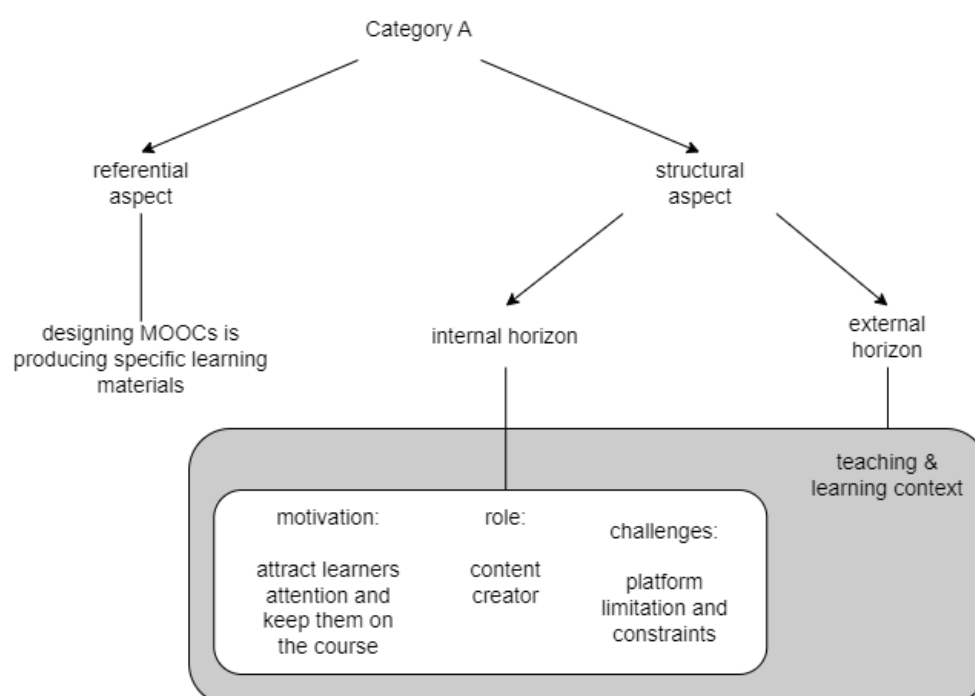 Category A
referential
aspect
structural
aspect
designing MOOCs is
producing specific learning
materials
internal horizon
external
horizon
teaching &
learning context
motivation:
attract learners
attention and
keep them on
the course
role:
content
creator
challenges:
platform
limitation and
constraints